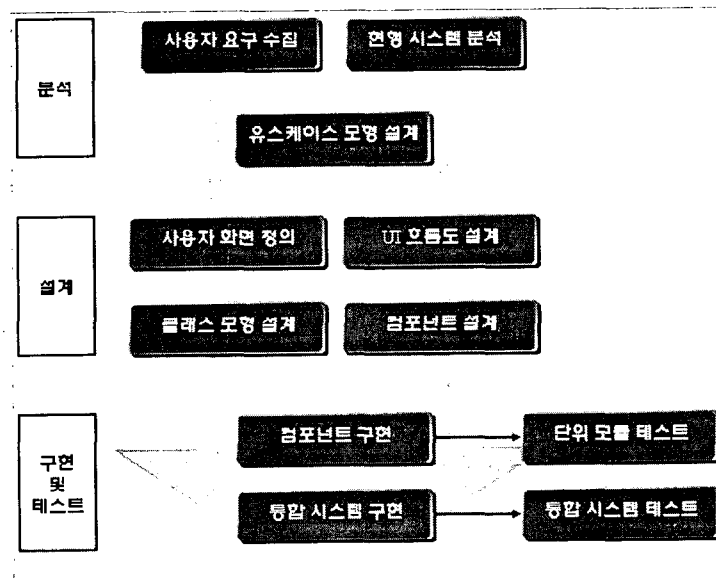 분석
사용자 요구 수집
현형 시스템 분석
유스케이스 모형 설계
설계
사용자 화면 정의
UI 흐름도 설계
클래스 모형 설계
컴포넌트 설계
구현
및
테스트
컴포넌트 구현
단위 모듈 테스트
통합 시스템 구현
통합 시스템 테스트